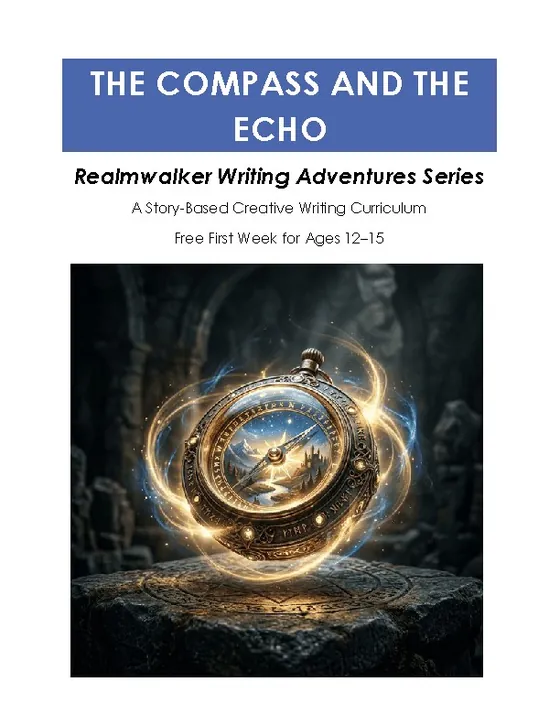 THE COMPASS AND THE
ECHO
Realmwalker Writing Adventures Series
A Story-Based Creative Writing Curriculum
Free First Week for Ages 12–15